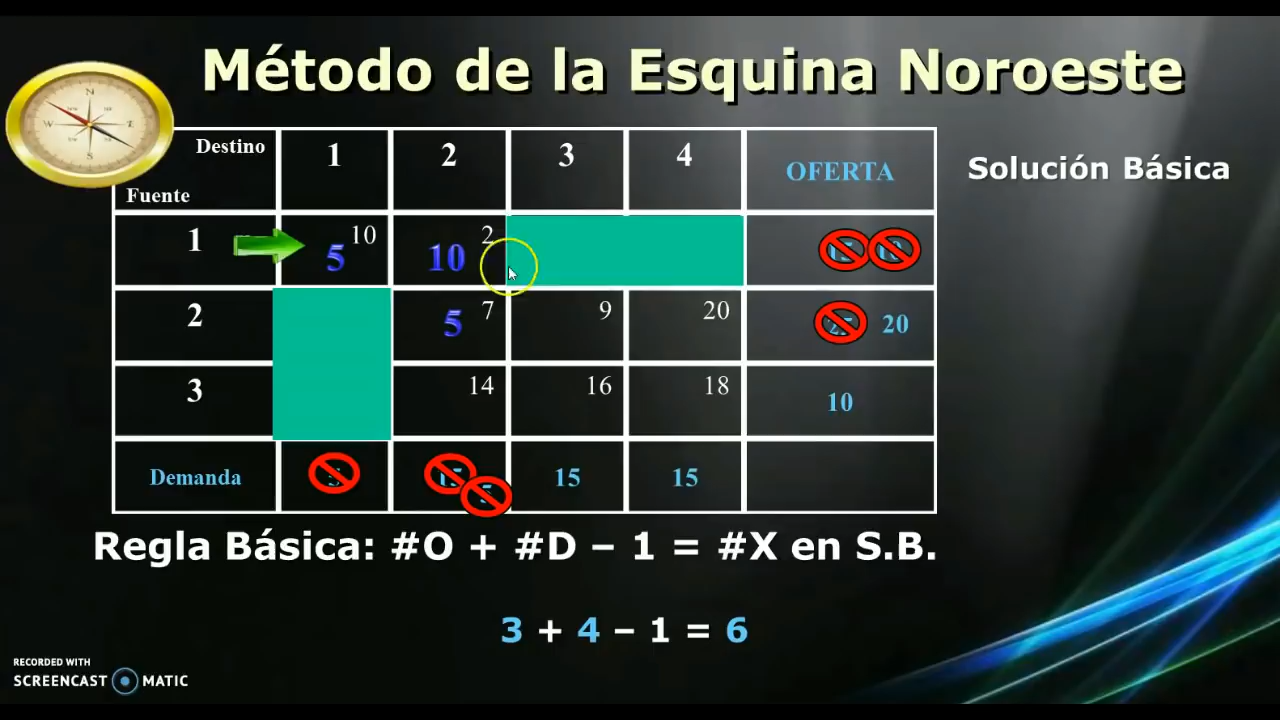 Método de la Esquina Noroeste
Destino
Fuente
1 2 3 4 OFERTA
Solución Básica
1 5 10 10 2
2 5 7 9 20 20
3 14 16 18 10
Demanda 15 15
Regla Básica: #O + #D – 1 = #X en S.B.
3 + 4 – 1 = 6
RECORDED WITH
SCREENCAST MATIC
N
W
S